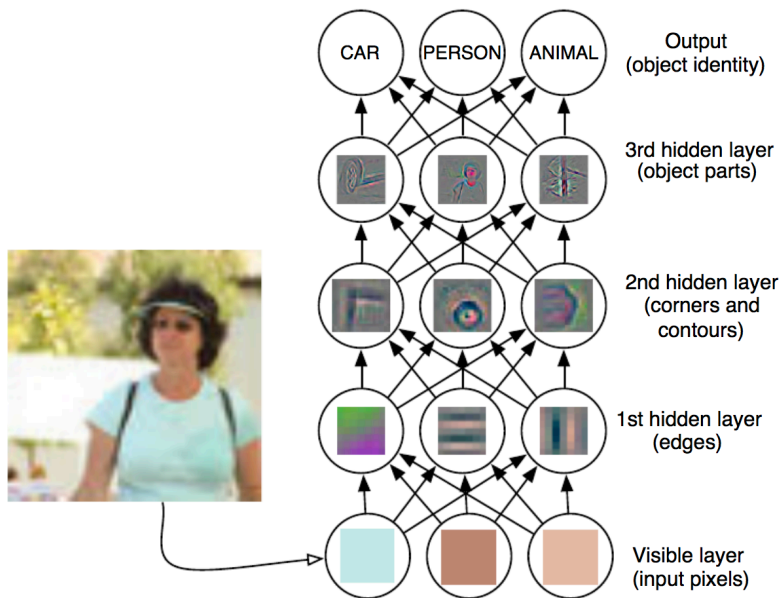 CAR PERSON ANIMAL
Output
(object identity)
3rd hidden layer
(object parts)
2nd hidden layer
(corners and
contours)
1st hidden layer
(edges)
Visible layer
(input pixels)